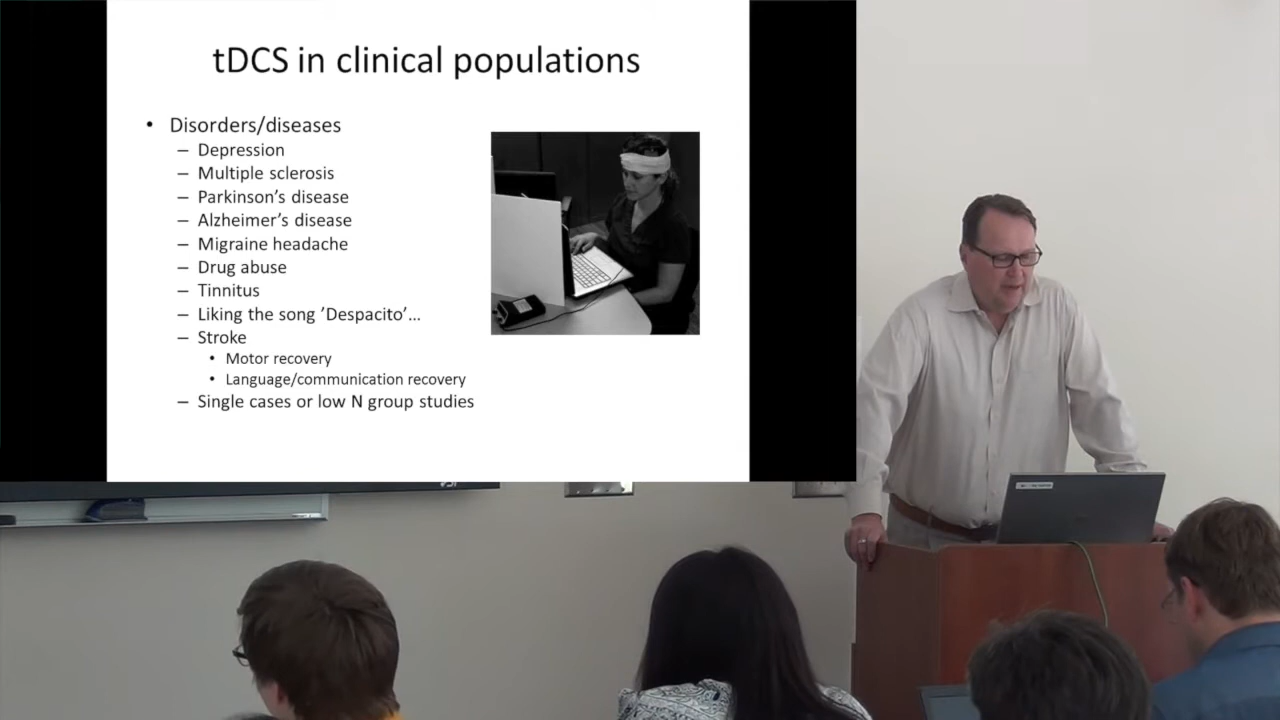 tDCS in clinical populations
• Disorders/diseases
– Depression
– Multiple sclerosis
– Parkinson’s disease
– Alzheimer’s disease
– Migraine headache
– Drug abuse
– Tinnitus
– Liking the song ’Despacito’…
– Stroke
• Motor recovery
• Language/communication recovery
– Single cases or low N group studies